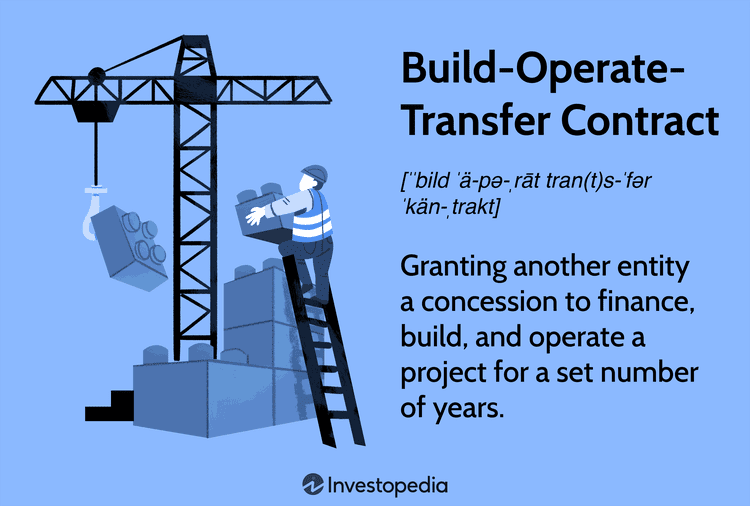 Build-Operate-
Transfer Contract
[ˈˈbild ˈä-pə-ˌrāt tran(t)s-ˈfər
ˈkän-ˌtrakt]
Granting another entity
a concession to finance,
build, and operate a
project for a set number
of years.
Investopedia